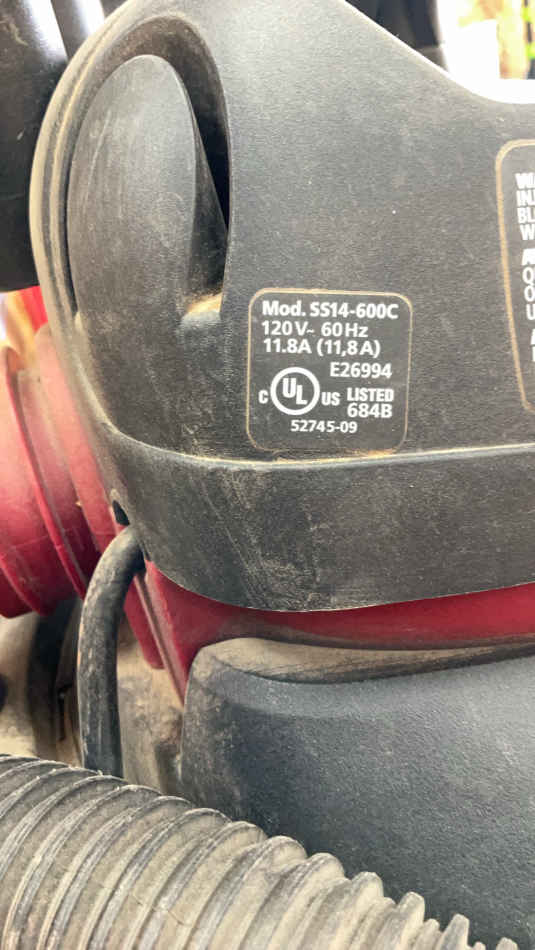 Mod. SS14-600C
120V~ 60Hz
11.8A (11,8A)
E26994
C UL US LISTED
684B
52745-09